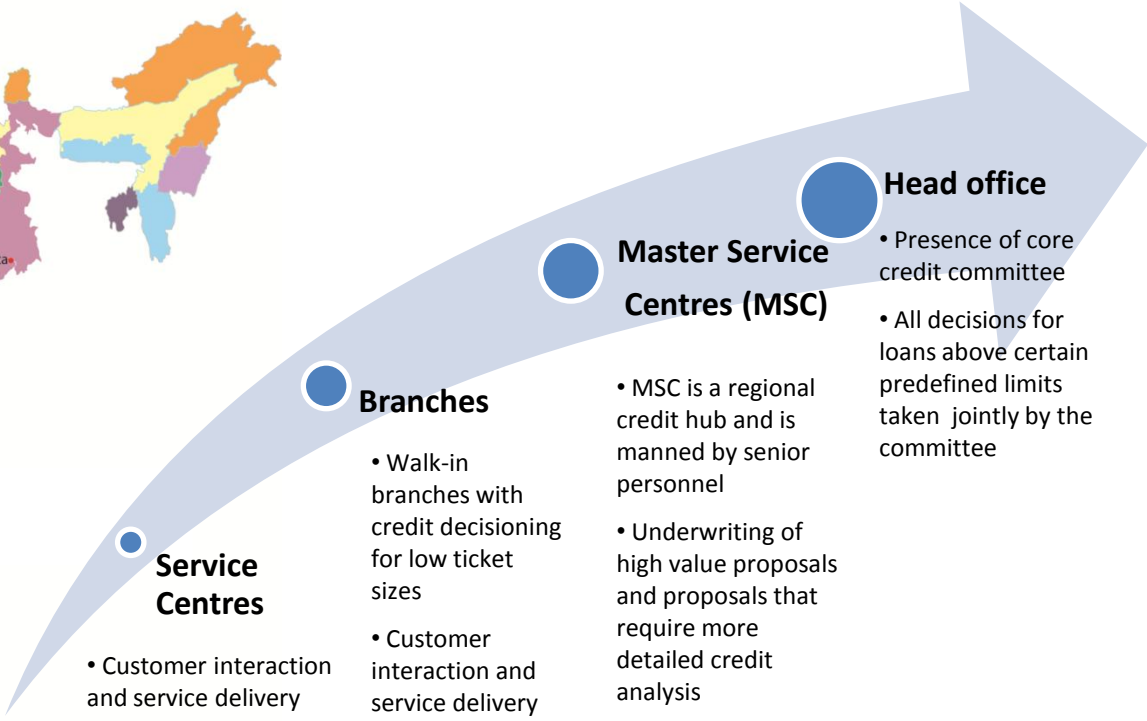 Head office
• Presence of core
credit committee
• All decisions for
loans above certain
predefined limits
taken jointly by the
committee
Master Service
Centres (MSC)
• MSC is a regional
credit hub and is
manned by senior
personnel
• Underwriting of
high value proposals
and proposals that
require more
detailed credit
analysis
Branches
• Walk-in
branches with
credit decisioning
for low ticket
sizes
• Customer
interaction and
service delivery
Service
Centres
• Customer interaction
and service delivery